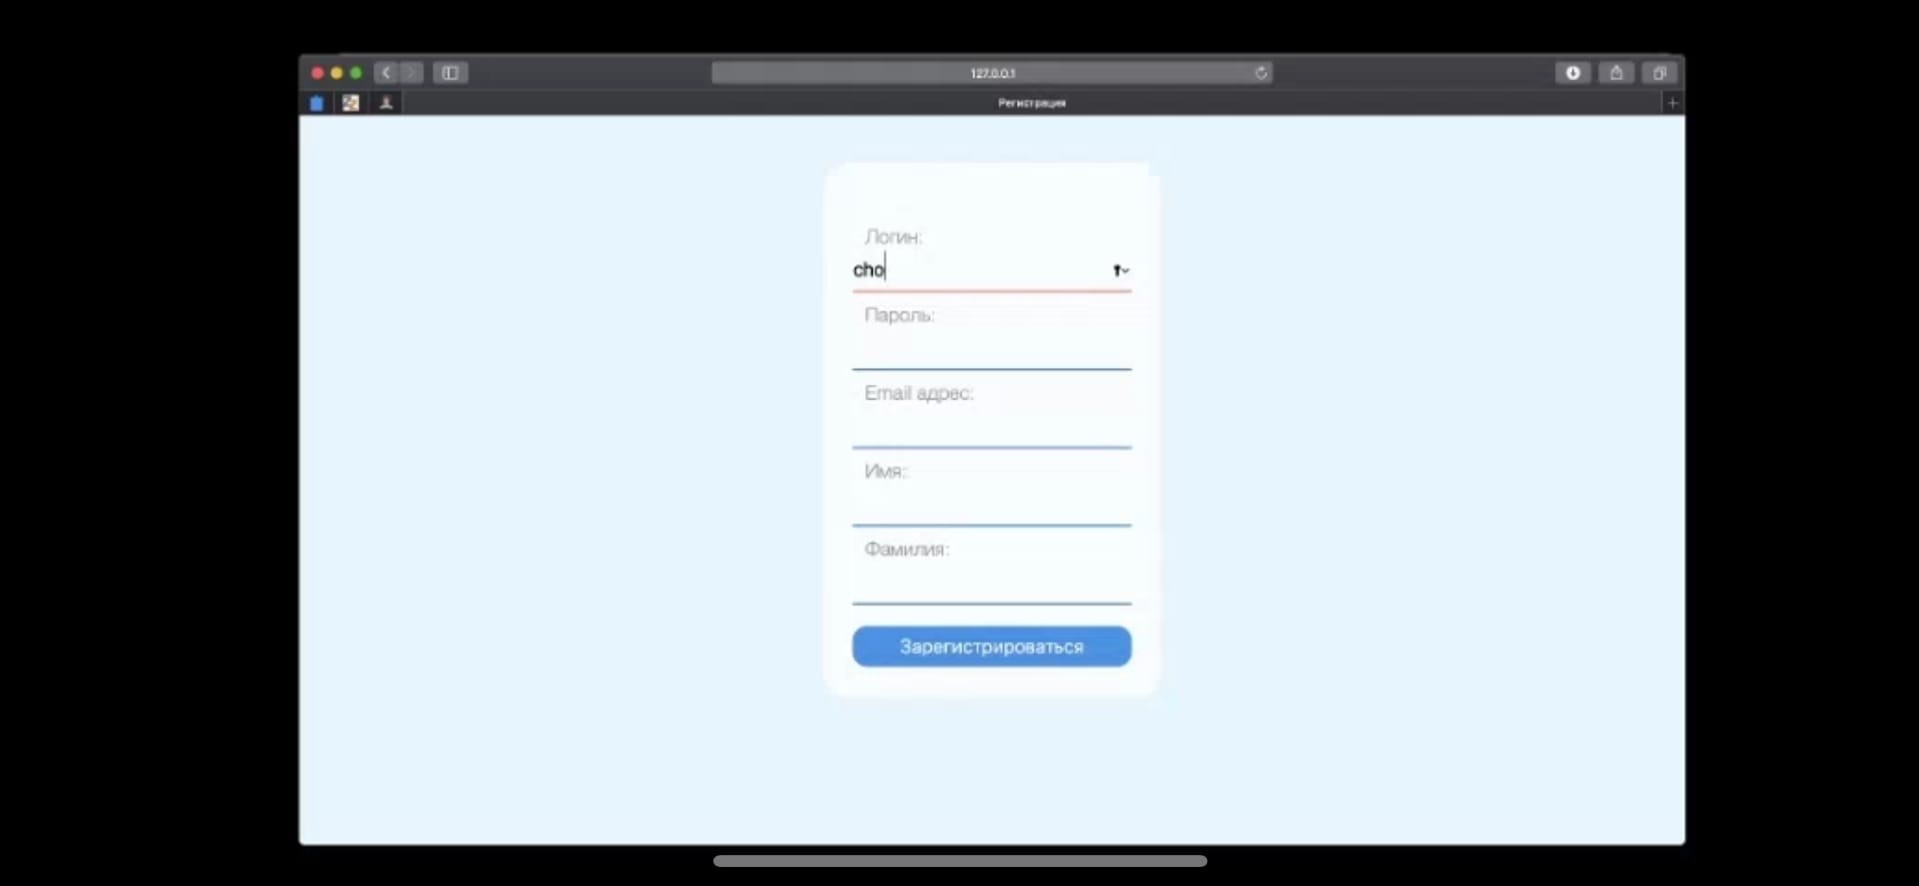 127.0.0.1
Регистрация
Логин:
cho
Пароль:
Email адрес:
Имя:
Фамилия:
Зарегистрироваться